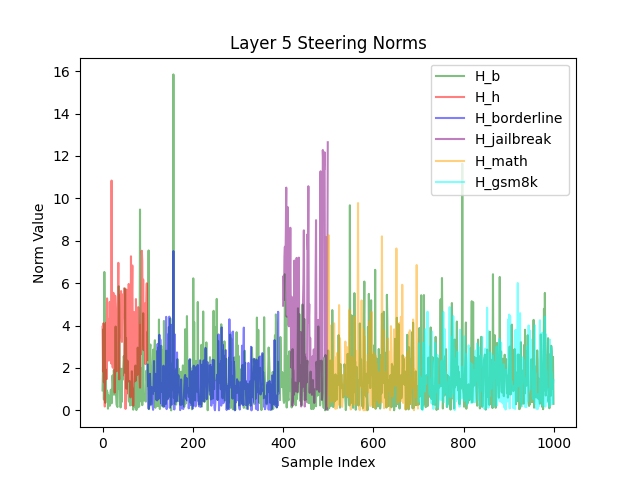 Layer 5 Steering Norms
16
14
12
10
8
6
4
2
0
Norm Value
H_b
H_h
H_borderline
H_jailbreak
H_math
H_gsm8k
0 200 400 600 800 1000
Sample Index